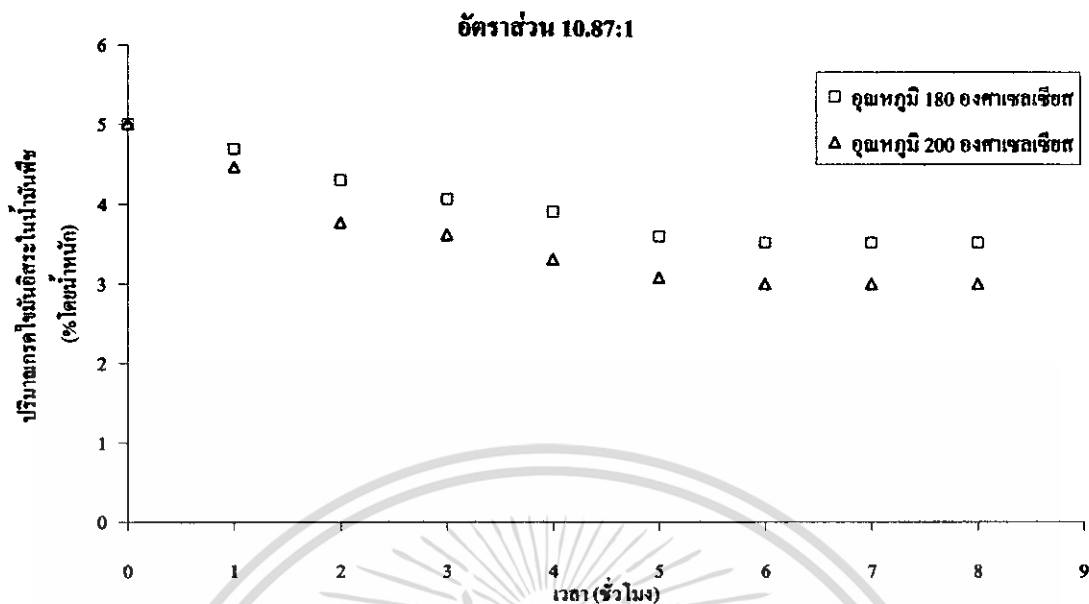 อัตราส่วน 10.87:1
ปริมาณกรดไขมันอิสระในน้ำมันพืช
(%โดยน้ำหนัก)
6
5
4
3
2
1
0
□ อุณหภูมิ 180 องศาเซลเซียส
△ อุณหภูมิ 200 องศาเซลเซียส
0 1 2 3 4 5 6 7 8 9
เวลา (ชั่วโมง)